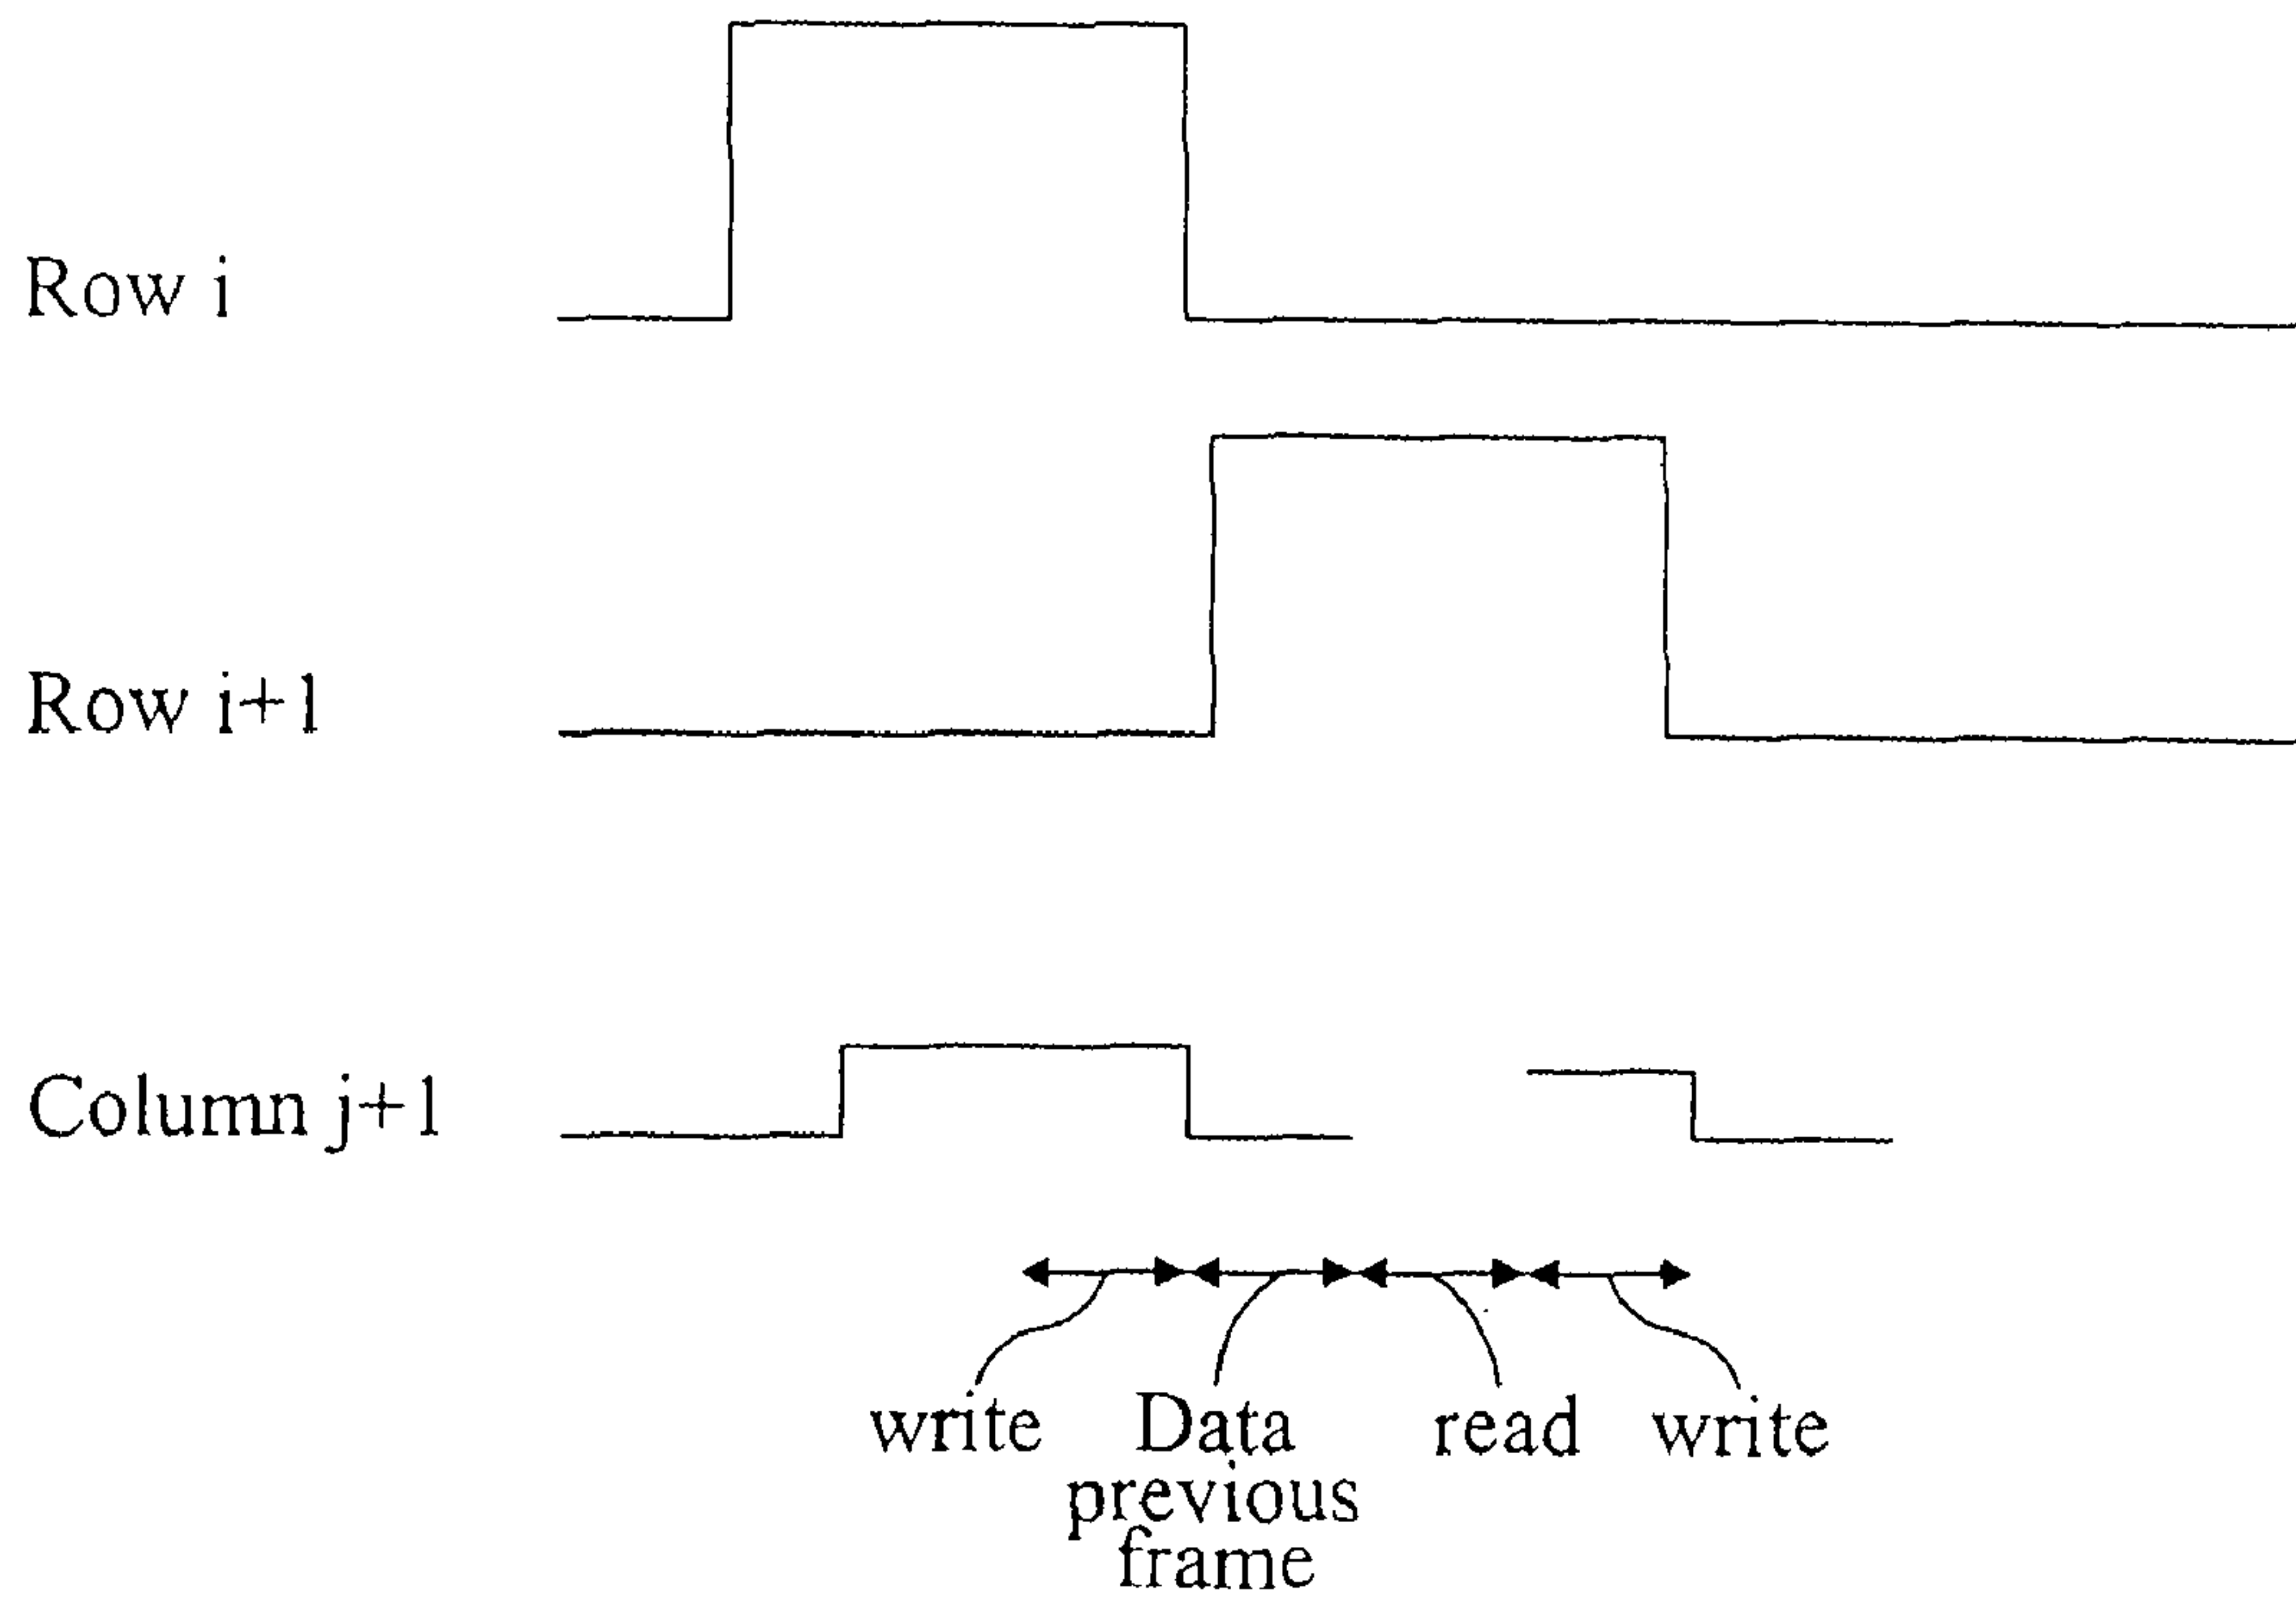 Row i
Row i+1
Column j+1
write Data read write
previous
frame